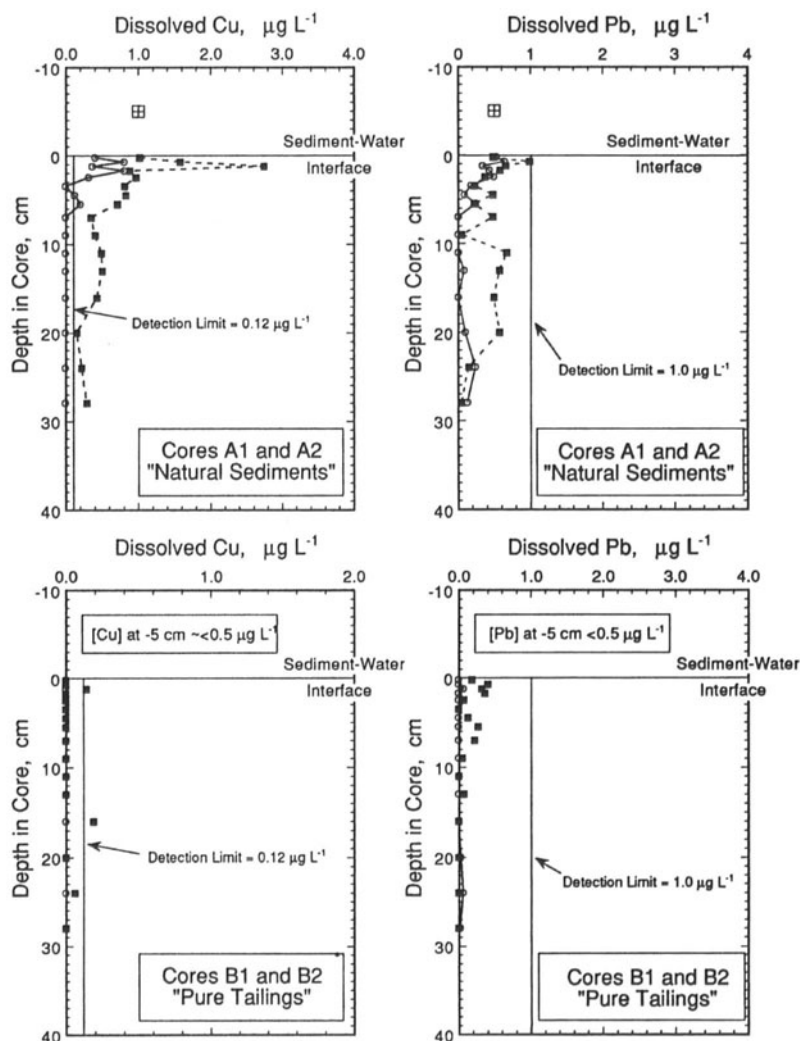 Dissolved Cu, µg L⁻¹
0.0 1.0 2.0 3.0 4.0
-10
0
10
20
30
40
Depth in Core, cm
Sediment-Water
Interface
Detection Limit = 0.12 µg L⁻¹
Cores A1 and A2
"Natural Sediments"
Dissolved Pb, µg L⁻¹
0 1 2 3 4
-10
0
10
20
30
40
Depth in Core, cm
Sediment-Water
Interface
Detection Limit = 1.0 µg L⁻¹
Cores A1 and A2
"Natural Sediments"
Dissolved Cu, µg L⁻¹
0.0 1.0 2.0
-10
0
10
20
30
40
Depth in Core, cm
[Cu] at -5 cm ~<0.5 µg L⁻¹
Sediment-Water
Interface
Detection Limit = 0.12 µg L⁻¹
Cores B1 and B2
"Pure Tailings"
Dissolved Pb, µg L⁻¹
0.0 1.0 2.0 3.0 4.0
-10
0
10
20
30
40
Depth in Core, cm
[Pb] at -5 cm <0.5 µg L⁻¹
Sediment-Water
Interface
Detection Limit = 1.0 µg L⁻¹
Cores B1 and B2
"Pure Tailings"